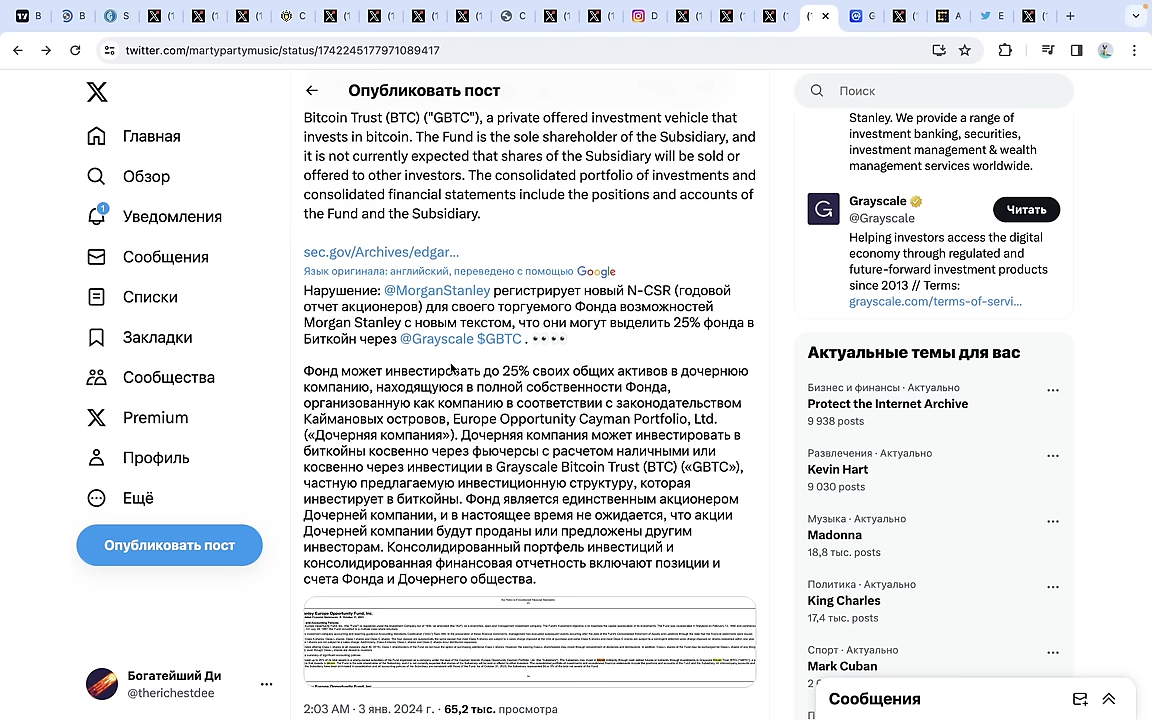 twitter.com/martypartymusic/status/1742245177971089417
Главная
Обзор
1
Уведомления
Сообщения
Списки
Закладки
Сообщества
Premium
Профиль
Ещё
Опубликовать пост
Богатейший Ди
@therichestdee
Опубликовать пост
Bitcoin Trust (BTC) ("GBTC"), a private offered investment vehicle that
invests in bitcoin. The Fund is the sole shareholder of the Subsidiary, and
it is not currently expected that shares of the Subsidiary will be sold or
offered to other investors. The consolidated portfolio of investments and
consolidated financial statements include the positions and accounts of
the Fund and the Subsidiary.
sec.gov/Archives/edgar...
Язык оригинала: английский, переведено с помощью Google
Нарушение: @MorganStanley регистрирует новый N-CSR (годовой
отчет акционеров) для своего торгуемого Фонда возможностей
Morgan Stanley с новым текстом, что они могут выделить 25% фонда в
Биткойн через @Grayscale $GBTC .
Фонд может инвестировать до 25% своих общих активов в дочернюю
компанию, находящуюся в полной собственности Фонда,
организованную как компанию в соответствии с законодательством
Каймановых островов, Europe Opportunity Cayman Portfolio, Ltd.
(«Дочерняя компания»). Дочерняя компания может инвестировать в
биткойны косвенно через фьючерсы с расчетом наличными или
косвенно через инвестиции в Grayscale Bitcoin Trust (BTC) («GBTC»),
частную предлагаемую инвестиционную структуру, которая
инвестирует в биткойны. Фонд является единственным акционером
Дочерней компании, и в настоящее время не ожидается, что акции
Дочерней компании будут проданы или предложены другим
инвесторам. Консолидированный портфель инвестиций и
консолидированная финансовая отчетность включают позиции и
счета Фонда и Дочернего общества.
2:03 AM · 3 янв. 2024 г. · 65,2 тыс. просмотра
Поиск
Stanley. We provide a range of
investment banking, securities,
investment management & wealth
management services worldwide.
Grayscale
@Grayscale
Читать
Helping investors access the digital
economy through regulated and
future-forward investment products
since 2013 // Terms:
grayscale.com/terms-of-servi...
Актуальные темы для вас
Бизнес и финансы · Актуально
Protect the Internet Archive
9 938 posts
Развлечения · Актуально
Kevin Hart
9 030 posts
Музыка · Актуально
Madonna
18,8 тыс. posts
Политика · Актуально
King Charles
17,4 тыс. posts
Спорт · Актуально
Mark Cuban
Сообщения